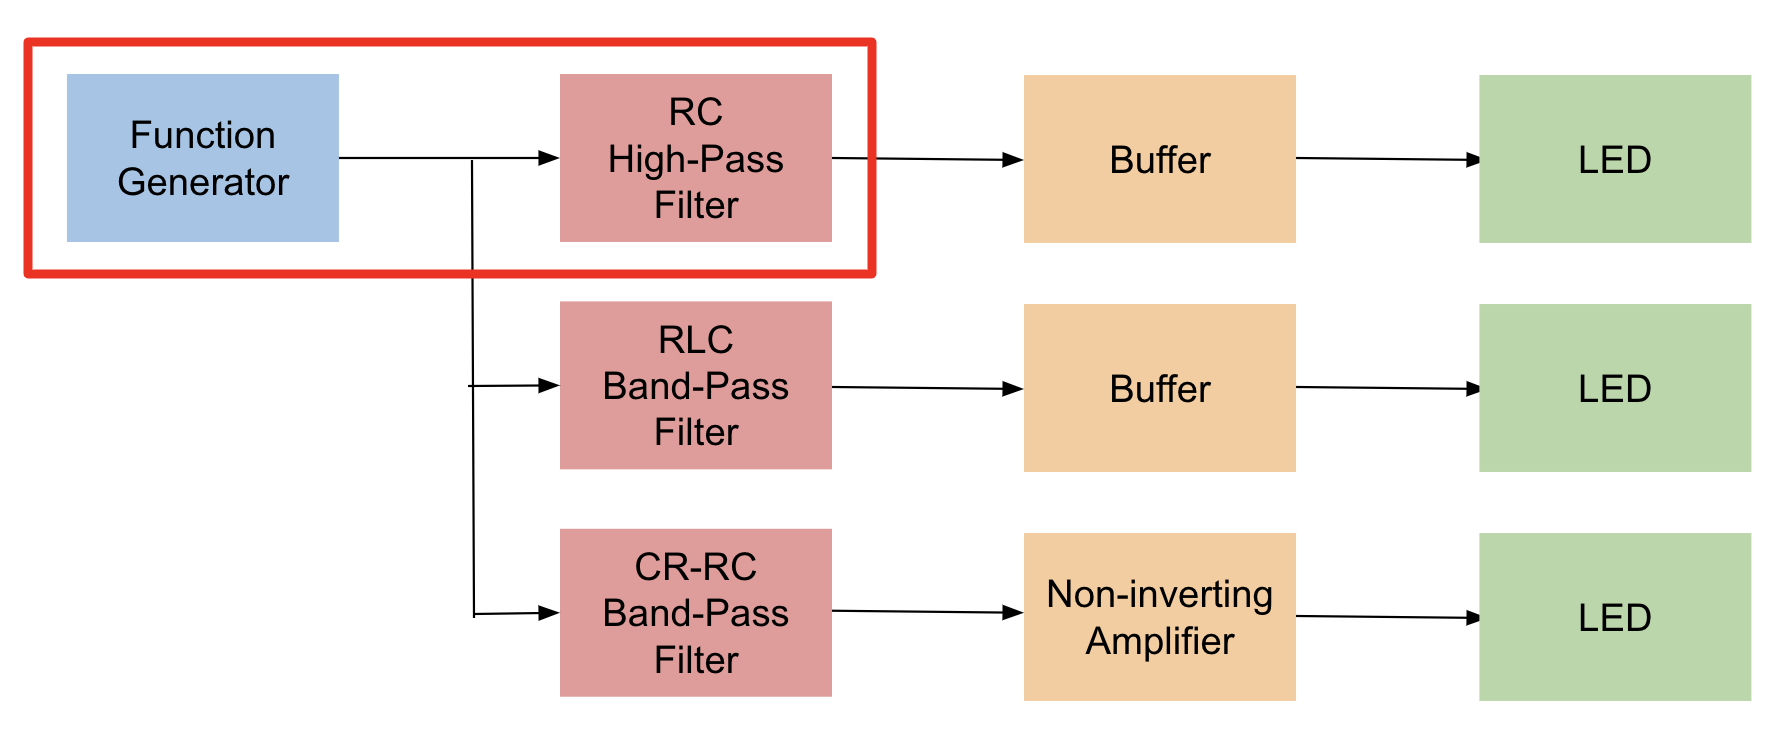 Function
Generator
RC
High-Pass
Filter
Buffer
LED
RLC
Band-Pass
Filter
Buffer
LED
CR-RC
Band-Pass
Filter
Non-inverting
Amplifier
LED